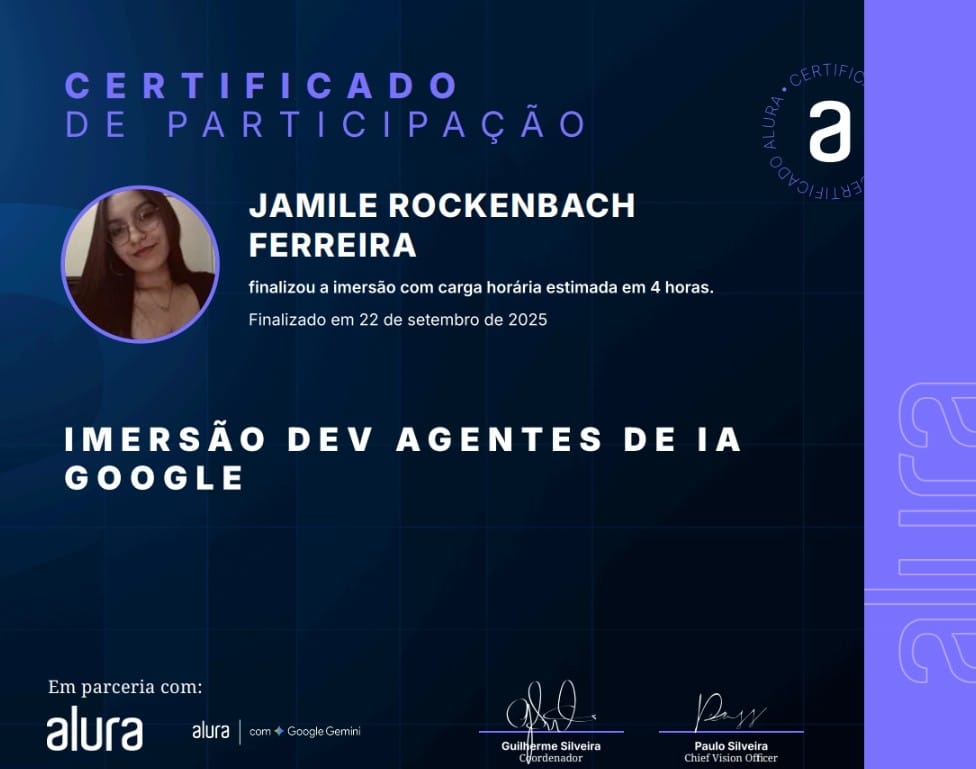 CERTIFICADO
DE PARTICIPAÇÃO
CERTIFICADO ALURA • CERTIFIC
a
JAMILE ROCKENBACH
FERREIRA
finalizou a imersão com carga horária estimada em 4 horas.
Finalizado em 22 de setembro de 2025
IMERSÃO DEV AGENTES DE IA
GOOGLE
alura
Em parceria com:
alura
alura | com Google Gemini
Guilherme Silveira
Coordenador
Paulo Silveira
Chief Vision Officer